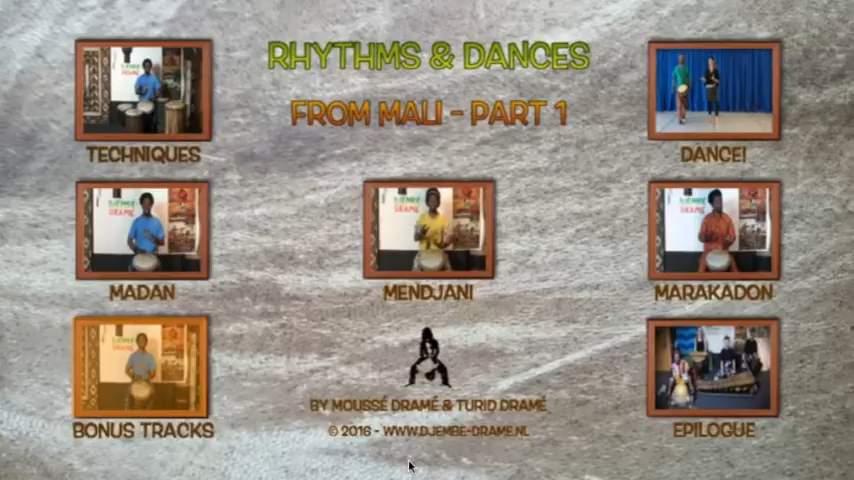 RHYTHMS & DANCES
FROM MALI - PART 1
TECHNIQUES
DANCE!
MADAN
MENDJANI
MARAKADON
BONUS TRACKS
BY MOUSSÉ DRAMÉ & TURID DRAMÉ
© 2016 - WWW.DJEMBE-DRAME.NL
EPILOGUE